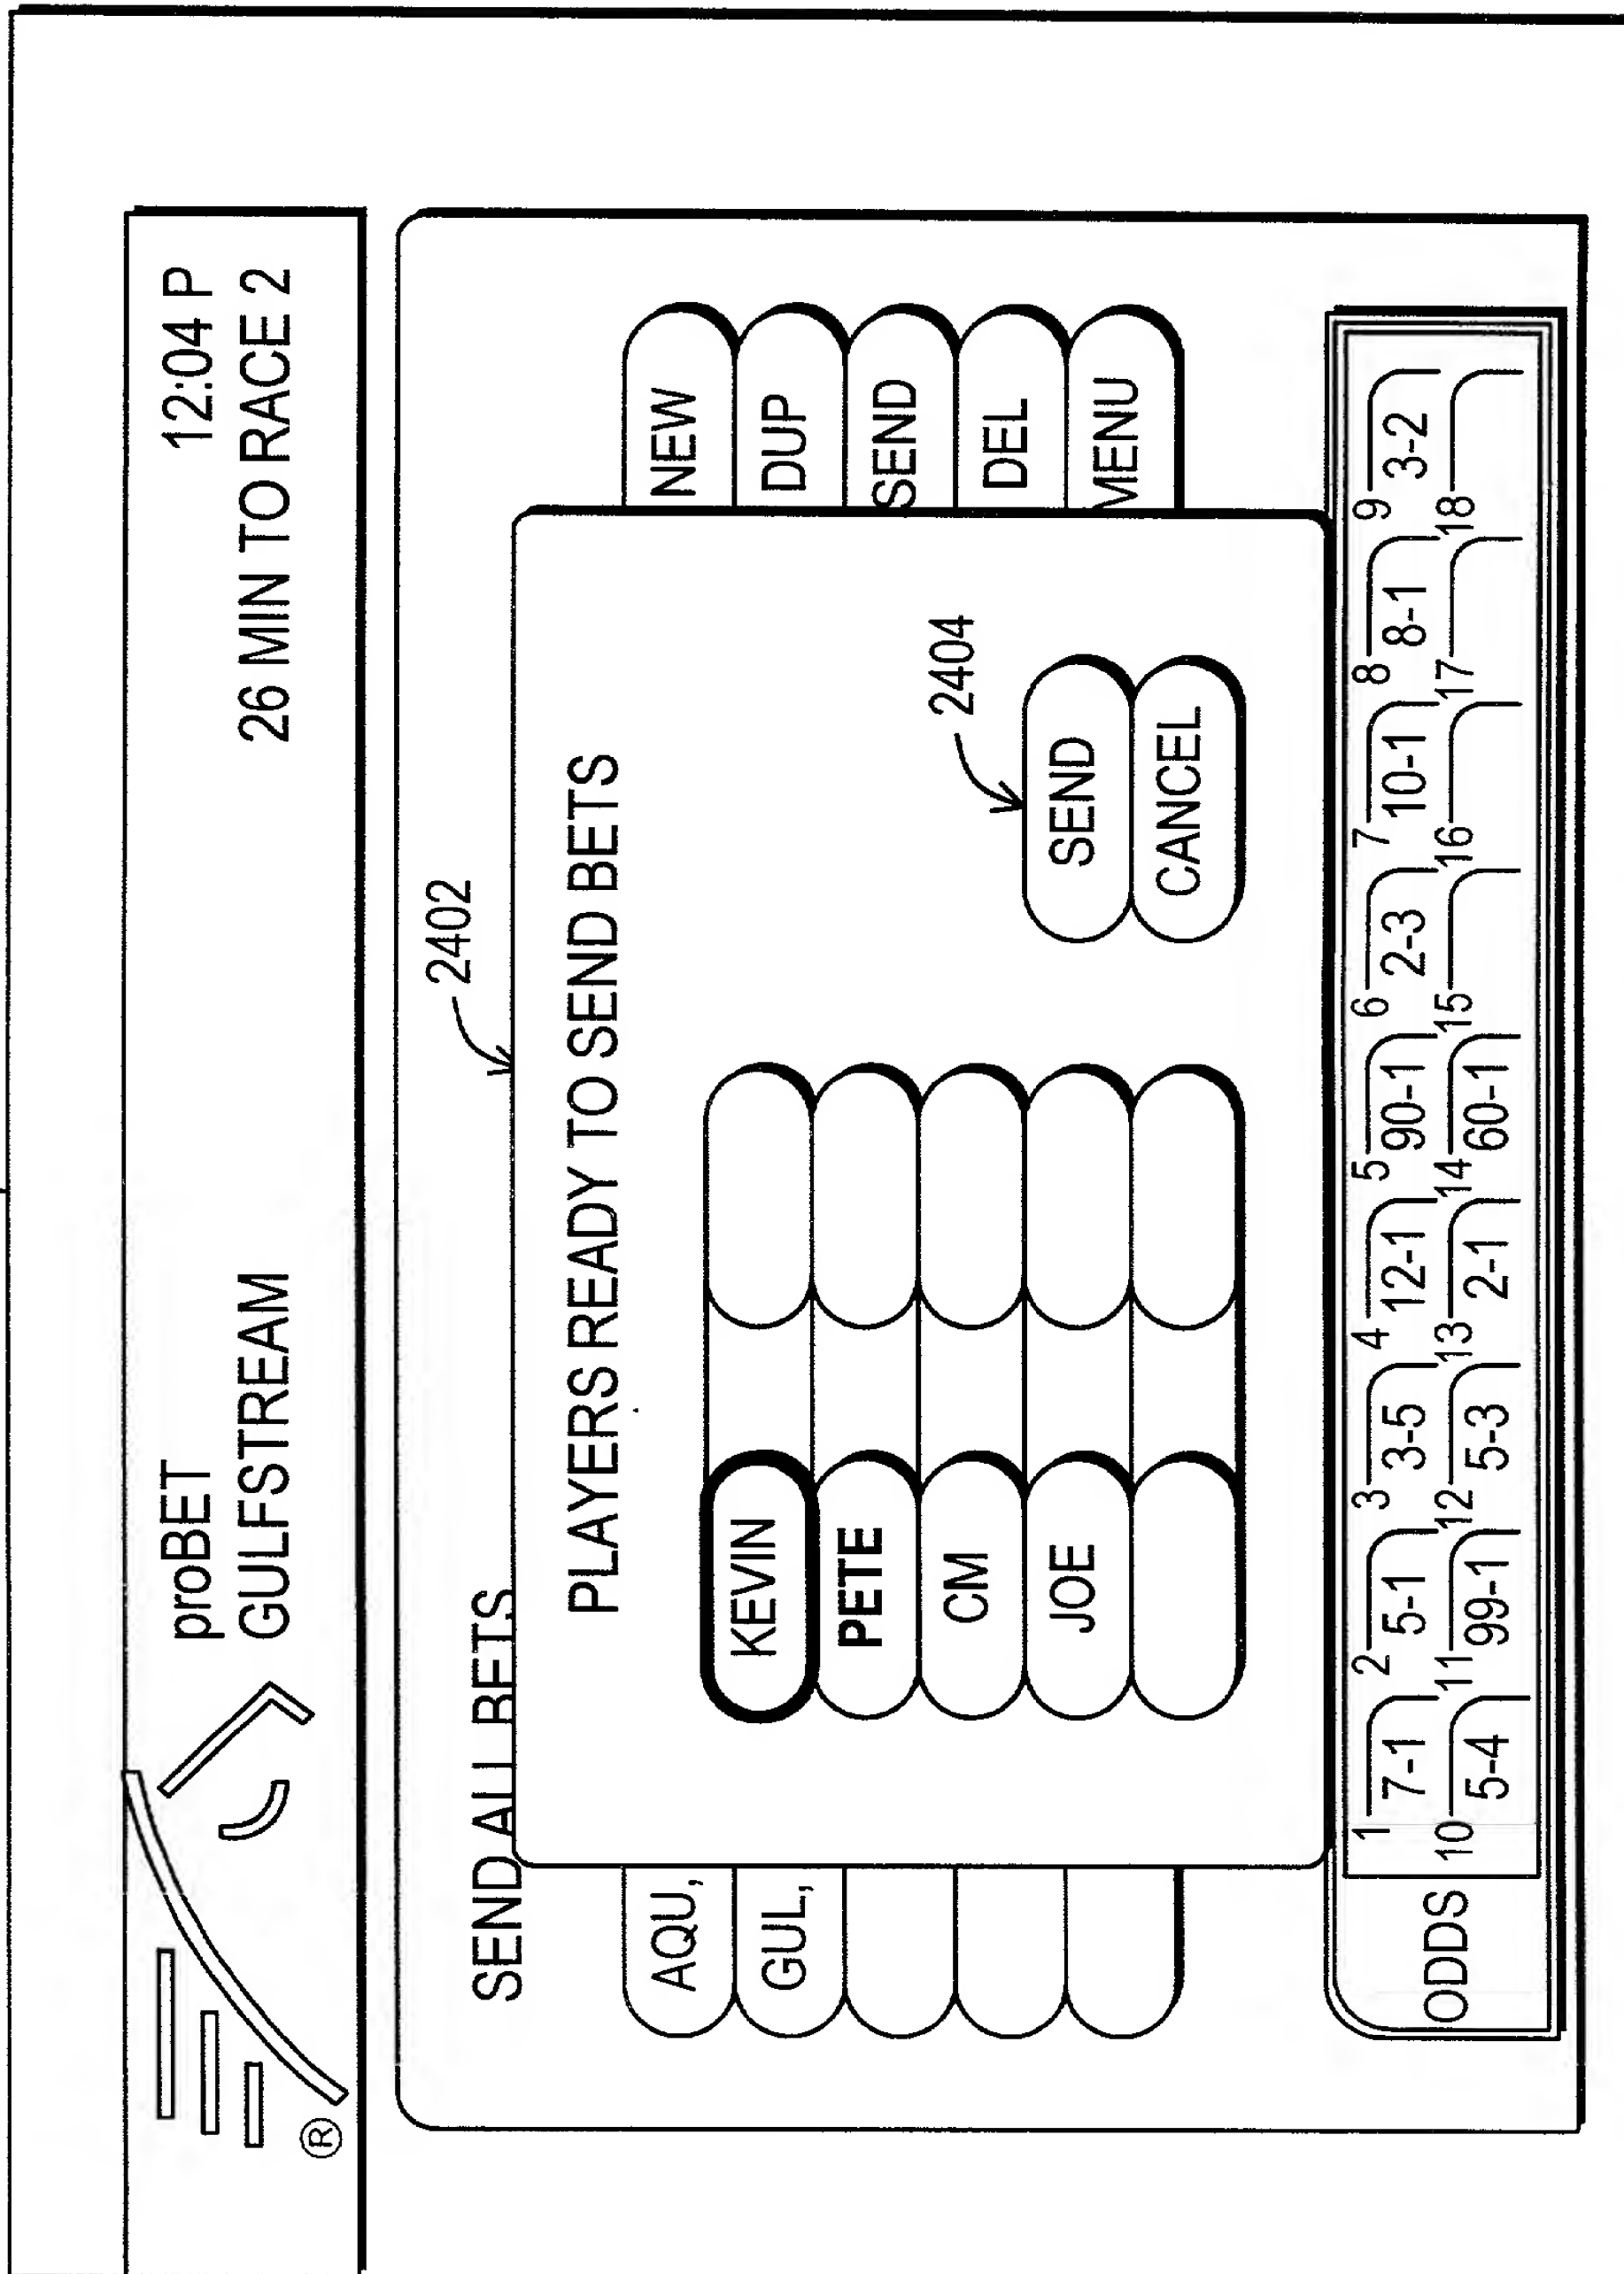 proBET 12:04 P
GULFSTREAM 26 MIN TO RACE 2
®
2402
SEND ALL BETS
PLAYERS READY TO SEND BETS
AQU, NEW
GUL, DUP
SEND
DEL
MENU
KEVIN
PETE
CM
JOE
2404
SEND
CANCEL
ODDS
1 7-1 2 5-1 3 3-5 4 12-1 5 90-1 6 2-3 7 10-1 8 8-1 9 3-2
10 5-4 11 99-1 12 5-3 13 2-1 14 60-1 15 16 17 18